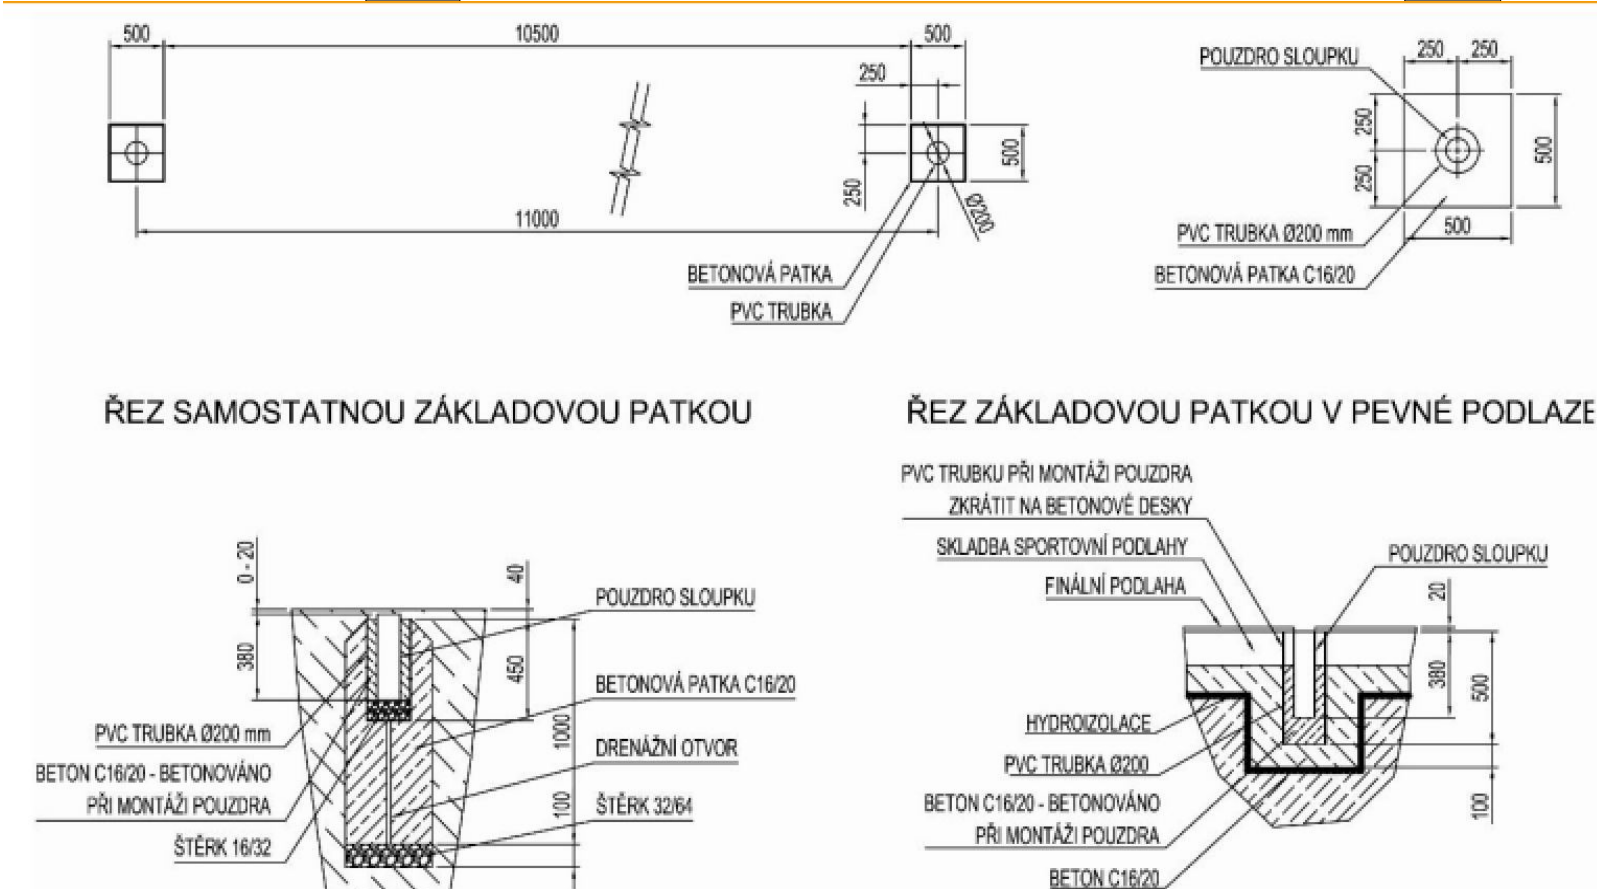 500
10500
500
250
250
500
Ø200
11000
BETONOVÁ PATKA
PVC TRUBKA
POUZDRO SLOUPKU
250
250
250
250
500
500
PVC TRUBKA Ø200 mm
BETONOVÁ PATKA C16/20
ŘEZ SAMOSTATNOU ZÁKLADOVOU PATKOU
0 - 20
380
40
450
1000
100
POUZDRO SLOUPKU
BETONOVÁ PATKA C16/20
DRENÁŽNÍ OTVOR
ŠTĚRK 32/64
PVC TRUBKA Ø200 mm
BETON C16/20 - BETONOVÁNO
PŘI MONTÁŽI POUZDRA
ŠTĚRK 16/32
ŘEZ ZÁKLADOVOU PATKOU V PEVNÉ PODLAZE
PVC TRUBKU PŘI MONTÁŽI POUZDRA
ZKRÁTIT NA BETONOVÉ DESKY
SKLADBA SPORTOVNÍ PODLAHY
FINÁLNÍ PODLAHA
POUZDRO SLOUPKU
20
380
500
100
HYDROIZOLACE
PVC TRUBKA Ø200
BETON C16/20 - BETONOVÁNO
PŘI MONTÁŽI POUZDRA
BETON C16/20